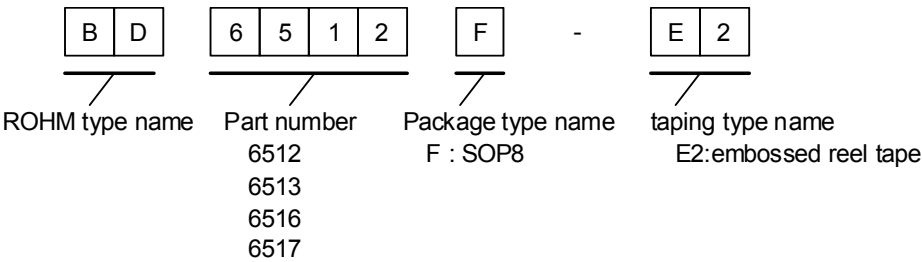 B D 6 5 1 2 F - E 2
ROHM type name Part number Package type name taping type name
6512 F : SOP8 E2:embossed reel tape
6513
6516
6517